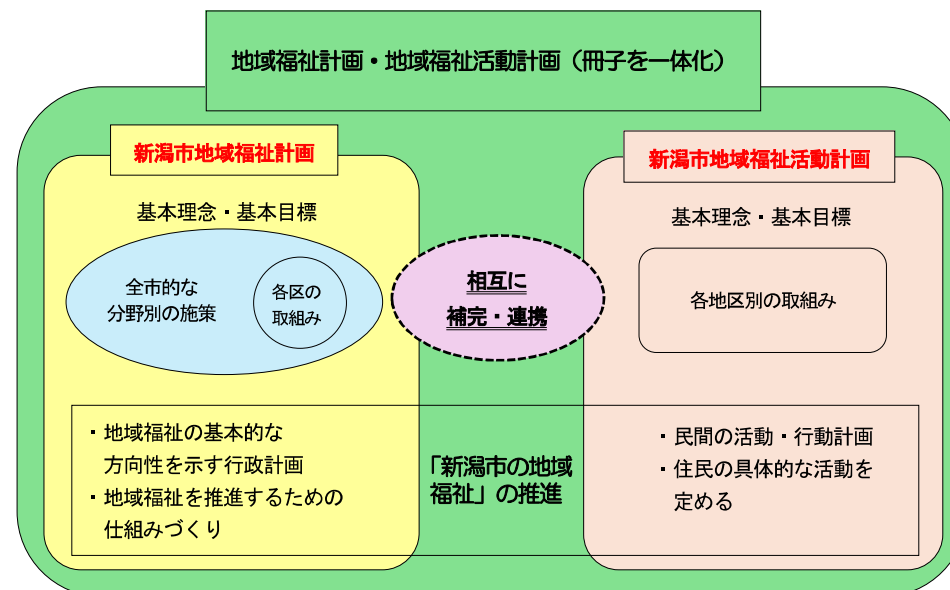 地域福祉計画・地域福祉活動計画（冊子を一体化）
新潟市地域福祉計画
基本理念・基本目標
全市的な
分野別の施策
各区の
取組み
相互に
補完・連携
新潟市地域福祉活動計画
基本理念・基本目標
各地区別の取組み
・地域福祉の基本的な
方向性を示す行政計画
・地域福祉を推進するための
仕組みづくり
「新潟市の地域
福祉」の推進
・民間の活動・行動計画
・住民の具体的な活動を
定める